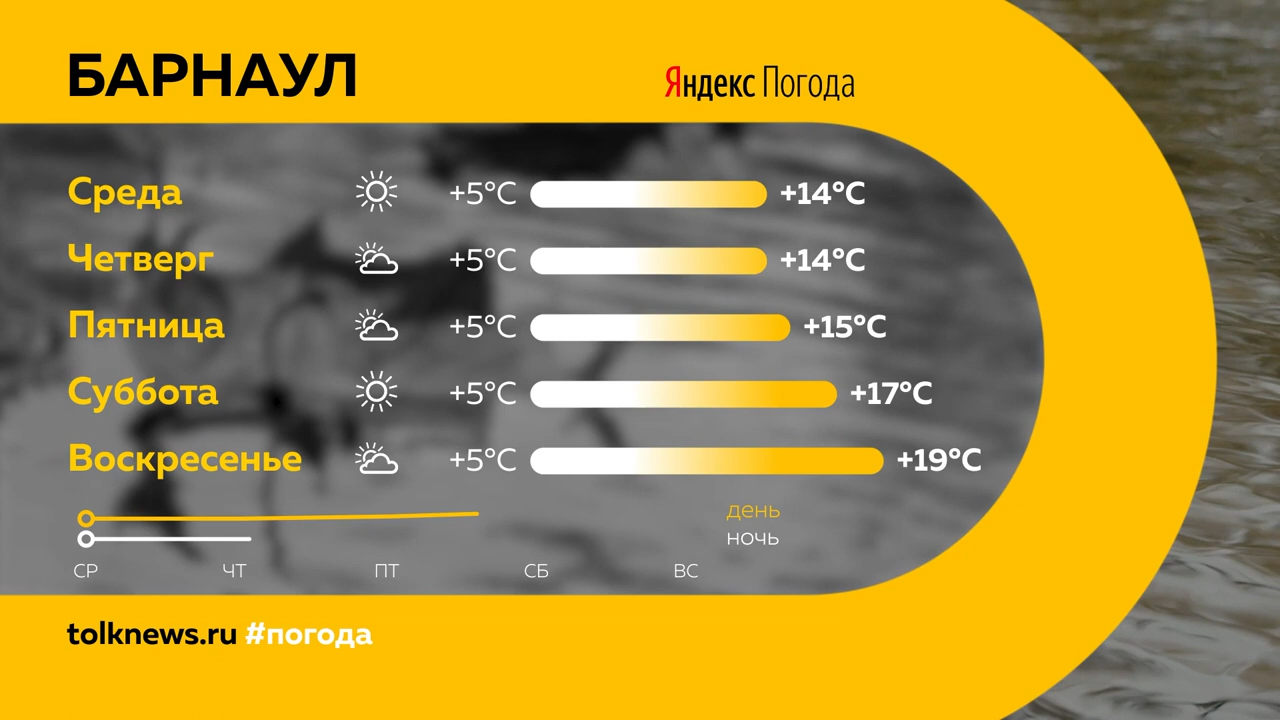 БАРНАУЛ
Яндекс Погода
Среда +5°C +14°C
Четверг +5°C +14°C
Пятница +5°C +15°C
Суббота +5°C +17°C
Воскресенье +5°C +19°C
день
ночь
СР ЧТ ПТ СБ ВС
tolknews.ru #погода